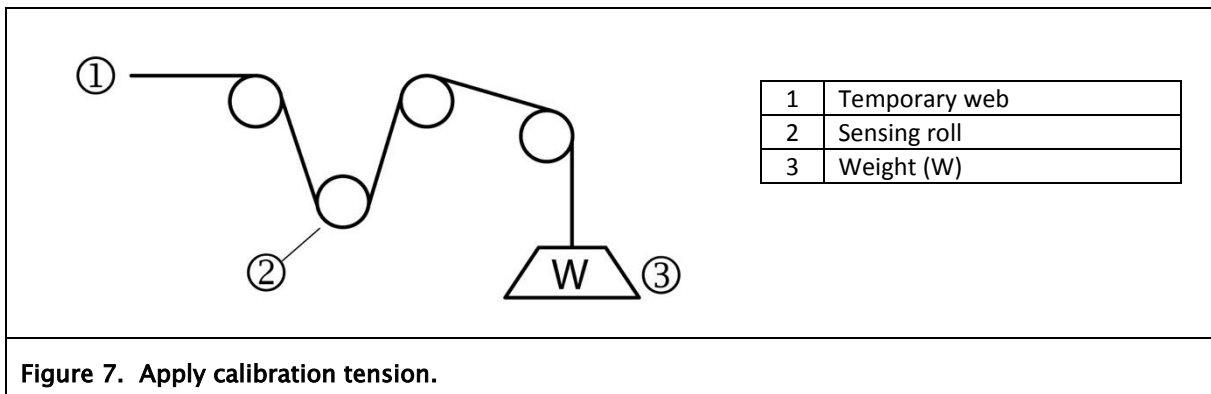 ①
②
W
③
1 Temporary web
2 Sensing roll
3 Weight (W)
Figure 7. Apply calibration tension.